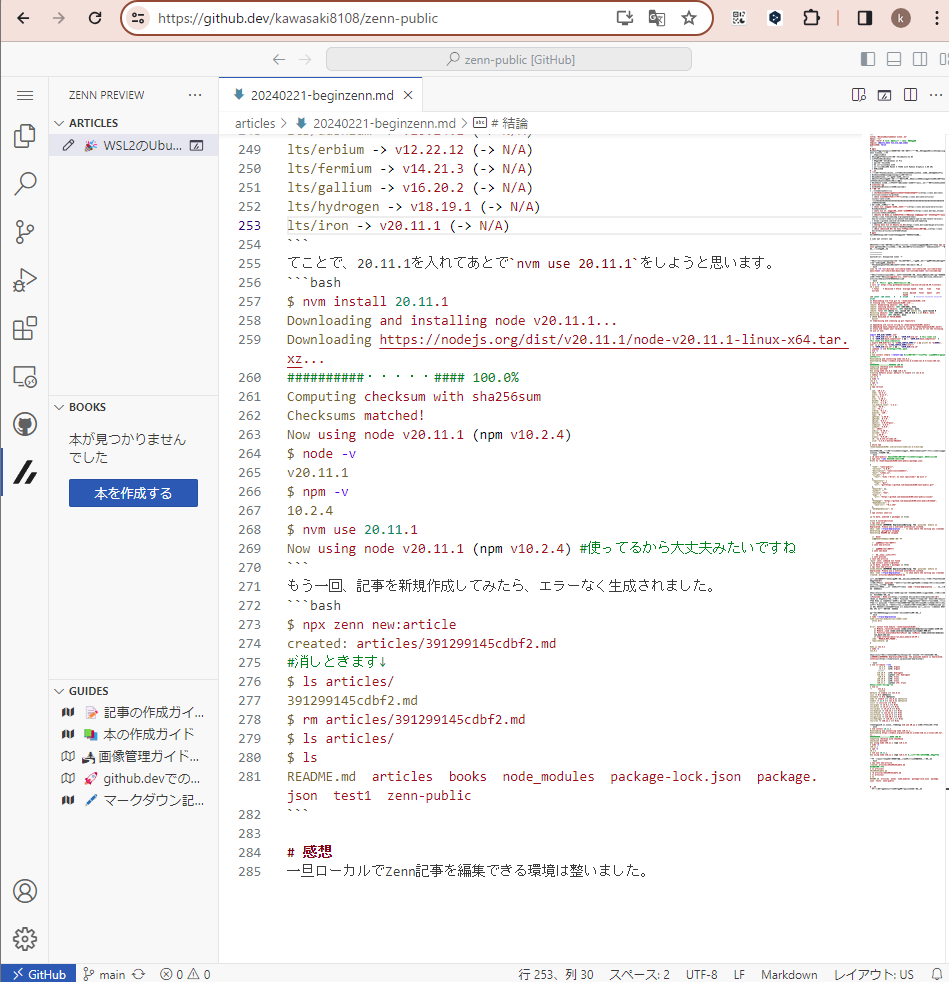 https://github.dev/kawasaki8108/zenn-public
k
zenn-public [GitHub]
ZENN PREVIEW
ARTICLES
WSL2のUbu...
BOOKS
本が見つかりません
でした
本を作成する
GUIDES
記事の作成ガイ...
本の作成ガイド
画像管理ガイド...
github.devでの...
マークダウン記...
20240221-beginzenn.md
articles > 20240221-beginzenn.md > # 結論
249 lts/erbium -> v12.22.12 (-> N/A)
250 lts/fermium -> v14.21.3 (-> N/A)
251 lts/gallium -> v16.20.2 (-> N/A)
252 lts/hydrogen -> v18.19.1 (-> N/A)
253 lts/iron -> v20.11.1 (-> N/A)
254 ```
255 てことで、20.11.1を入れてあとで`nvm use 20.11.1`をしようと思います。
256 ```bash
257 $ nvm install 20.11.1
258 Downloading and installing node v20.11.1...
259 Downloading https://nodejs.org/dist/v20.11.1/node-v20.11.1-linux-x64.tar.
xz...
260 ##########・・・・・#### 100.0%
261 Computing checksum with sha256sum
262 Checksums matched!
263 Now using node v20.11.1 (npm v10.2.4)
264 $ node -v
265 v20.11.1
266 $ npm -v
267 10.2.4
268 $ nvm use 20.11.1
269 Now using node v20.11.1 (npm v10.2.4) #使ってるから大丈夫みたいですね
270 ```
271 もう一回、記事を新規作成してみたら、エラーなく生成されました。
272 ```bash
273 $ npx zenn new:article
274 created: articles/391299145cdbf2.md
275 #消しときます↓
276 $ ls articles/
277 391299145cdbf2.md
278 $ rm articles/391299145cdbf2.md
279 $ ls articles/
280 $ ls
281 README.md  articles  books  node_modules  package-lock.json  package.
json  test1  zenn-public
282 ```
283
284 # 感想
285 一旦ローカルでZenn記事を編集できる環境は整いました。
GitHub main 0 0 行 253、列 30 スペース: 2 UTF-8 LF Markdown レイアウト: US